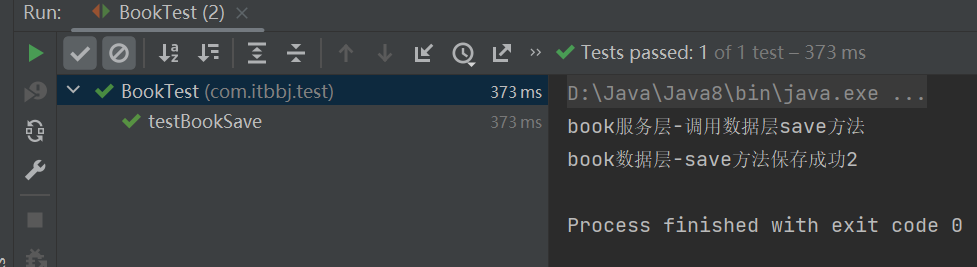 Run: BookTest (2) ×
Tests passed: 1 of 1 test – 373 ms
BookTest (com.itbbj.test) 373 ms
testBookSave 373 ms
D:\Java\Java8\bin\java.exe ...
book服务层-调用数据层save方法
book数据层-save方法保存成功2
Process finished with exit code 0